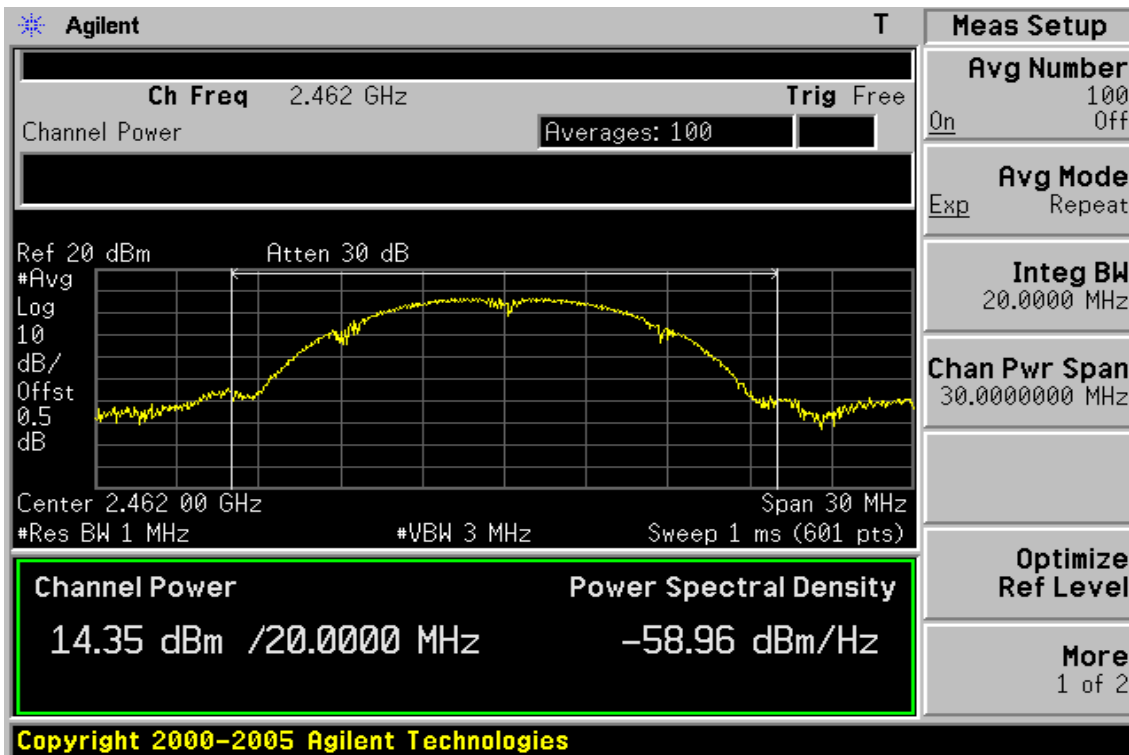 Agilent T
Ch Freq 2.462 GHz Trig Free
Channel Power Averages: 100
Ref 20 dBm Atten 30 dB
#Avg
Log
10
dB/
Offst
0.5
dB
Center 2.462 00 GHz Span 30 MHz
#Res BW 1 MHz #VBW 3 MHz Sweep 1 ms (601 pts)
Channel Power Power Spectral Density
14.35 dBm /20.0000 MHz -58.96 dBm/Hz
Copyright 2000-2005 Agilent Technologies
Meas Setup
Avg Number
100
On Off
Avg Mode
Exp Repeat
Integ BW
20.0000 MHz
Chan Pwr Span
30.0000000 MHz
Optimize
Ref Level
More
1 of 2